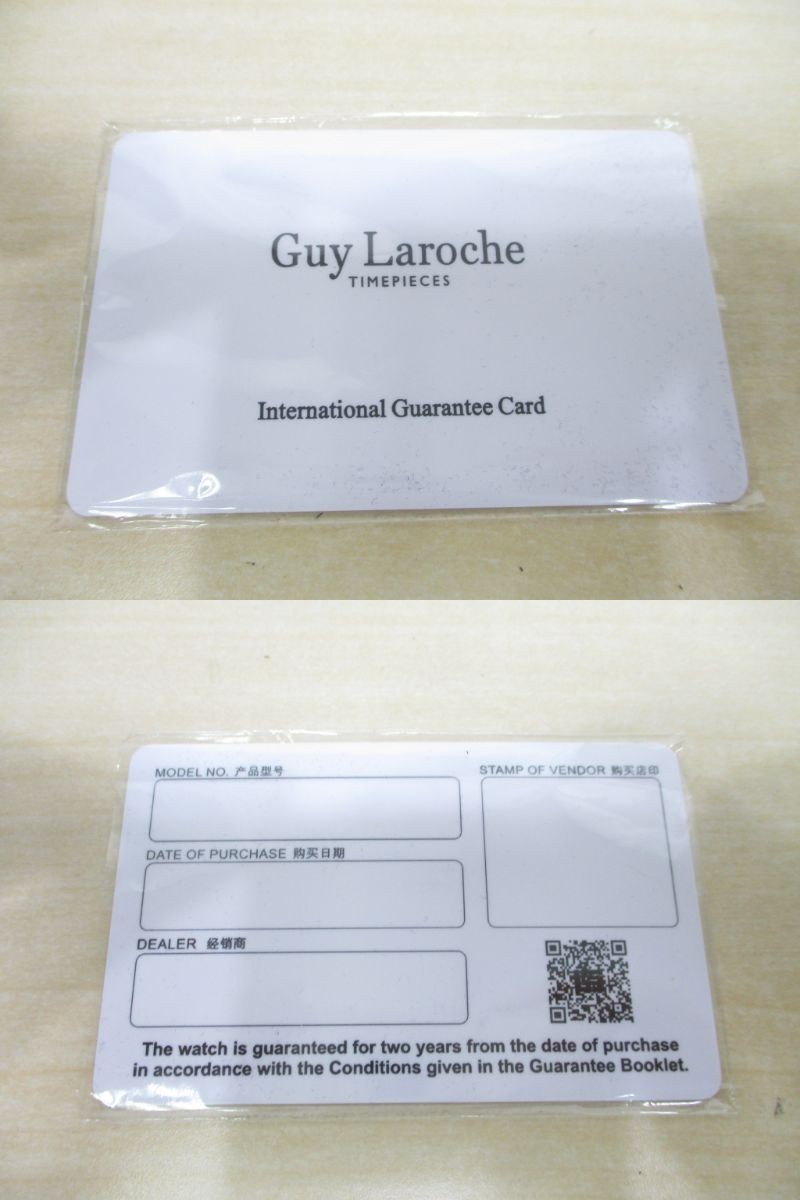 Guy Laroche
TIMEPIECES
International Guarantee Card
MODEL NO. 产品型号
STAMP OF VENDOR 购买店印
DATE OF PURCHASE 购买日期
DEALER 经销商
The watch is guaranteed for two years from the date of purchase
in accordance with the Conditions given in the Guarantee Booklet.